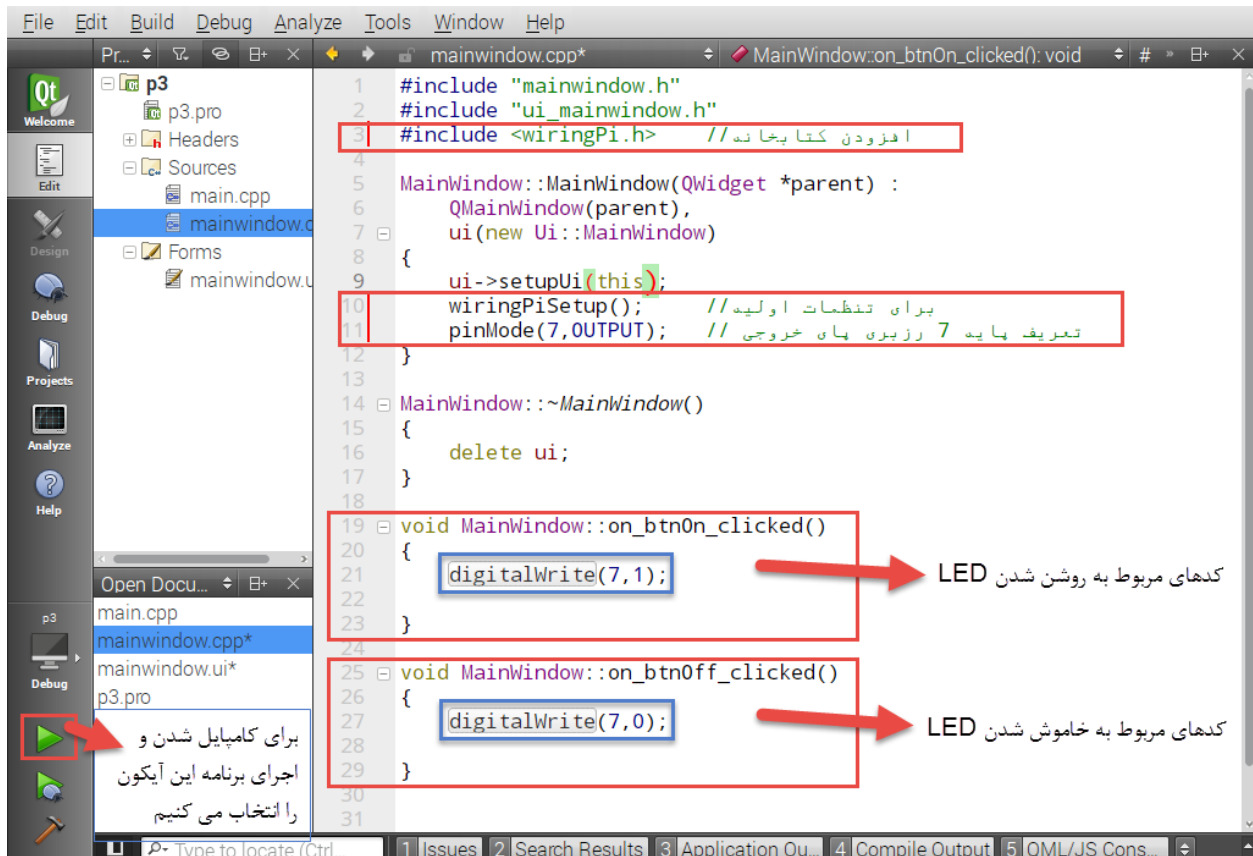 File Edit Build Debug Analyze Tools Window Help
Pr... mainwindow.cpp* MainWindow::on_btnOn_clicked(): void #
Qt
Welcome
Edit
Design
Debug
Projects
Analyze
Help
p3
Debug
p3
p3.pro
Headers
Sources
main.cpp
mainwindow.c
Forms
mainwindow.u
Open Docu...
main.cpp
mainwindow.cpp*
mainwindow.ui*
p3.pro
برای کامپایل شدن و
اجرای برنامه این آیکون
را انتخاب می کنیم
1 #include "mainwindow.h"
2 #include "ui_mainwindow.h"
3 #include <wiringPi.h> // افزودن کتابخانه
4
5 MainWindow::MainWindow(QWidget *parent) :
6 QMainWindow(parent),
7 ui(new Ui::MainWindow)
8 {
9 ui->setupUi(this);
10 wiringPiSetup(); // برای تنظمات اولیه
11 pinMode(7,OUTPUT); // تعریف پایه 7 رزبری پای خروجی
12 }
13
14 MainWindow::~MainWindow()
15 {
16 delete ui;
17 }
18
19 void MainWindow::on_btnOn_clicked()
20 {
21 digitalWrite(7,1);
22
23 }
24
25 void MainWindow::on_btnOff_clicked()
26 {
27 digitalWrite(7,0);
28
29 }
30
31
کدهای مربوط به روشن شدن LED
کدهای مربوط به خاموش شدن LED
Type to locate (Ctrl... 1 Issues 2 Search Results 3 Application Ou... 4 Compile Output 5 QML/JS Cons...